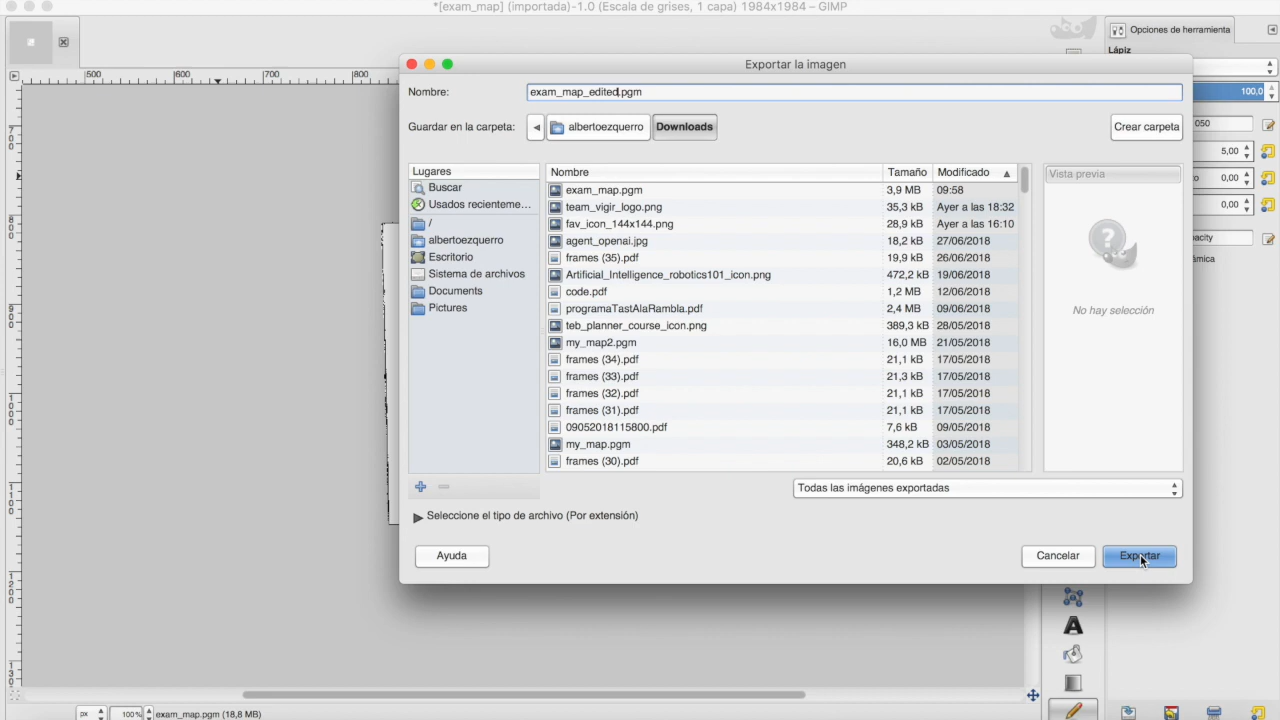 *[exam_map] (importada)-1.0 (Escala de grises, 1 capa) 1984x1984 – GIMP
Opciones de herramienta
Lápiz
500 600 700 800
Exportar la imagen
Nombre: exam_map_edited.pgm
100,0
Guardar en la carpeta: albertoezquerro Downloads Crear carpeta
050
5,00
0,00
0,00
acity
mica
Lugares
Buscar
Usados recienteme…
/
albertoezquerro
Escritorio
Sistema de archivos
Documents
Pictures
Nombre Tamaño Modificado
exam_map.pgm 3,9 MB 09:58
team_vigir_logo.png 35,3 kB Ayer a las 18:32
fav_icon_144x144.png 28,9 kB Ayer a las 16:10
agent_openai.jpg 18,2 kB 27/06/2018
frames (35).pdf 19,9 kB 26/06/2018
Artificial_Intelligence_robotics101_icon.png 472,2 kB 19/06/2018
code.pdf 1,2 MB 12/06/2018
programaTastAlaRambla.pdf 2,4 MB 09/06/2018
teb_planner_course_icon.png 389,3 kB 28/05/2018
my_map2.pgm 16,0 MB 21/05/2018
frames (34).pdf 21,1 kB 17/05/2018
frames (33).pdf 21,3 kB 17/05/2018
frames (32).pdf 21,1 kB 17/05/2018
frames (31).pdf 21,1 kB 17/05/2018
09052018115800.pdf 7,6 kB 09/05/2018
my_map.pgm 348,2 kB 03/05/2018
frames (30).pdf 20,6 kB 02/05/2018
Vista previa
No hay selección
Todas las imágenes exportadas
Seleccione el tipo de archivo (Por extensión)
Ayuda Cancelar Exportar
700
800
900
1000
1100
1200
px 100% exam_map.pgm (18,8 MB)